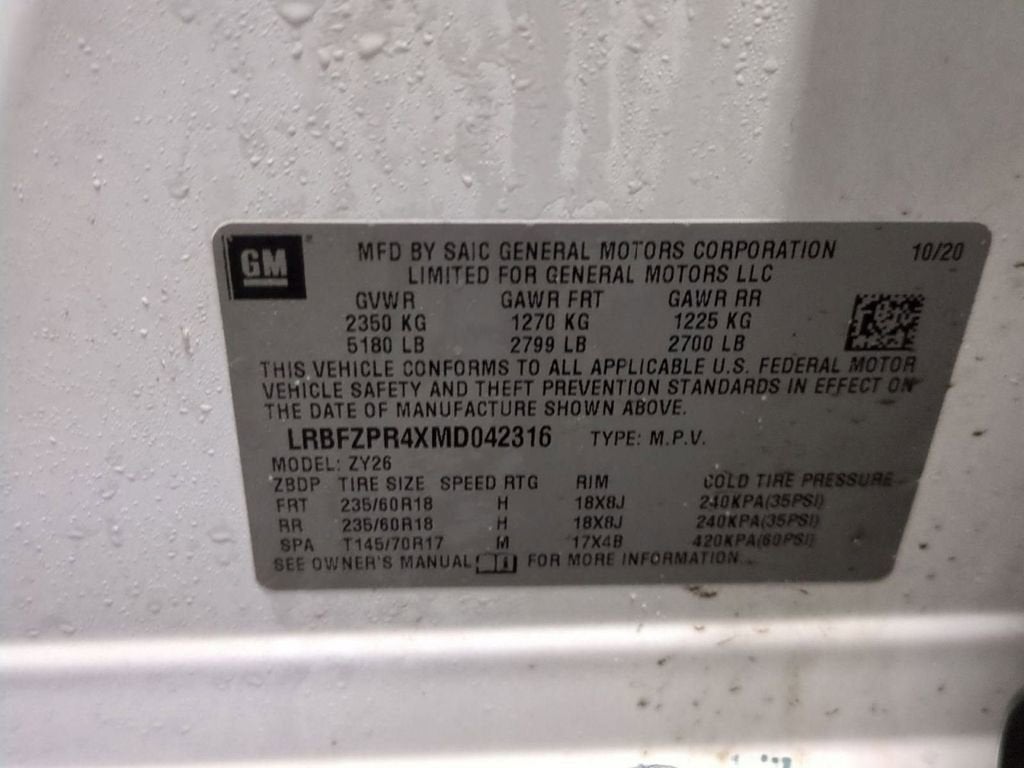 GM MFD BY SAIC GENERAL MOTORS CORPORATION 10/20
LIMITED FOR GENERAL MOTORS LLC
GVWR GAWR FRT GAWR RR
2350 KG 1270 KG 1225 KG
5180 LB 2799 LB 2700 LB
THIS VEHICLE CONFORMS TO ALL APPLICABLE U.S. FEDERAL MOTOR
VEHICLE SAFETY AND THEFT PREVENTION STANDARDS IN EFFECT ON
THE DATE OF MANUFACTURE SHOWN ABOVE.
LRBFZPR4XMD042316 TYPE: M.P.V.
MODEL: ZY26
ZBDP TIRE SIZE SPEED RTG RIM COLD TIRE PRESSURE
FRT 235/60R18 H 18X8J 240KPA(35PSI)
RR 235/60R18 H 18X8J 240KPA(35PSI)
SPA T145/70R17 M 17X4B 420KPA(60PSI)
SEE OWNER'S MANUAL FOR MORE INFORMATION.